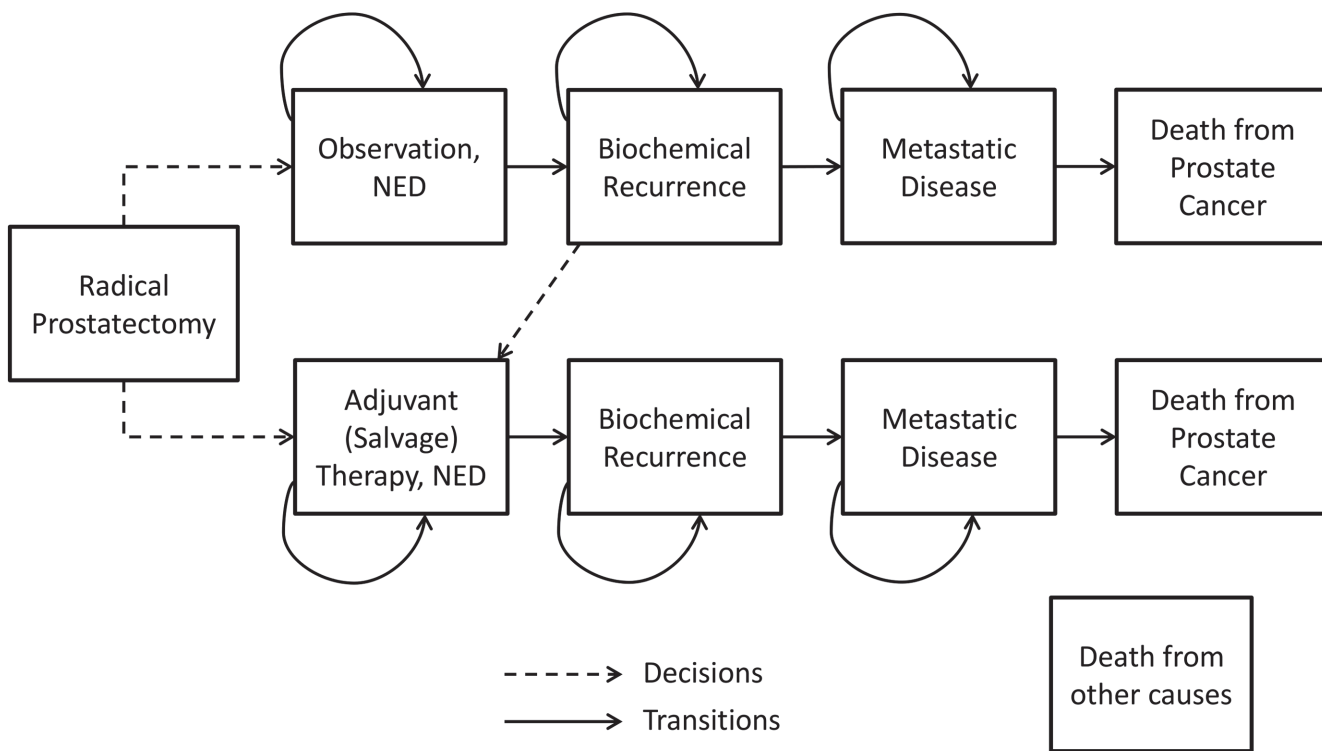 Observation,
NED
Biochemical
Recurrence
Metastatic
Disease
Death from
Prostate
Cancer
Radical
Prostatectomy
Adjuvant
(Salvage)
Therapy, NED
Biochemical
Recurrence
Metastatic
Disease
Death from
Prostate
Cancer
Decisions
Transitions
Death from
other causes